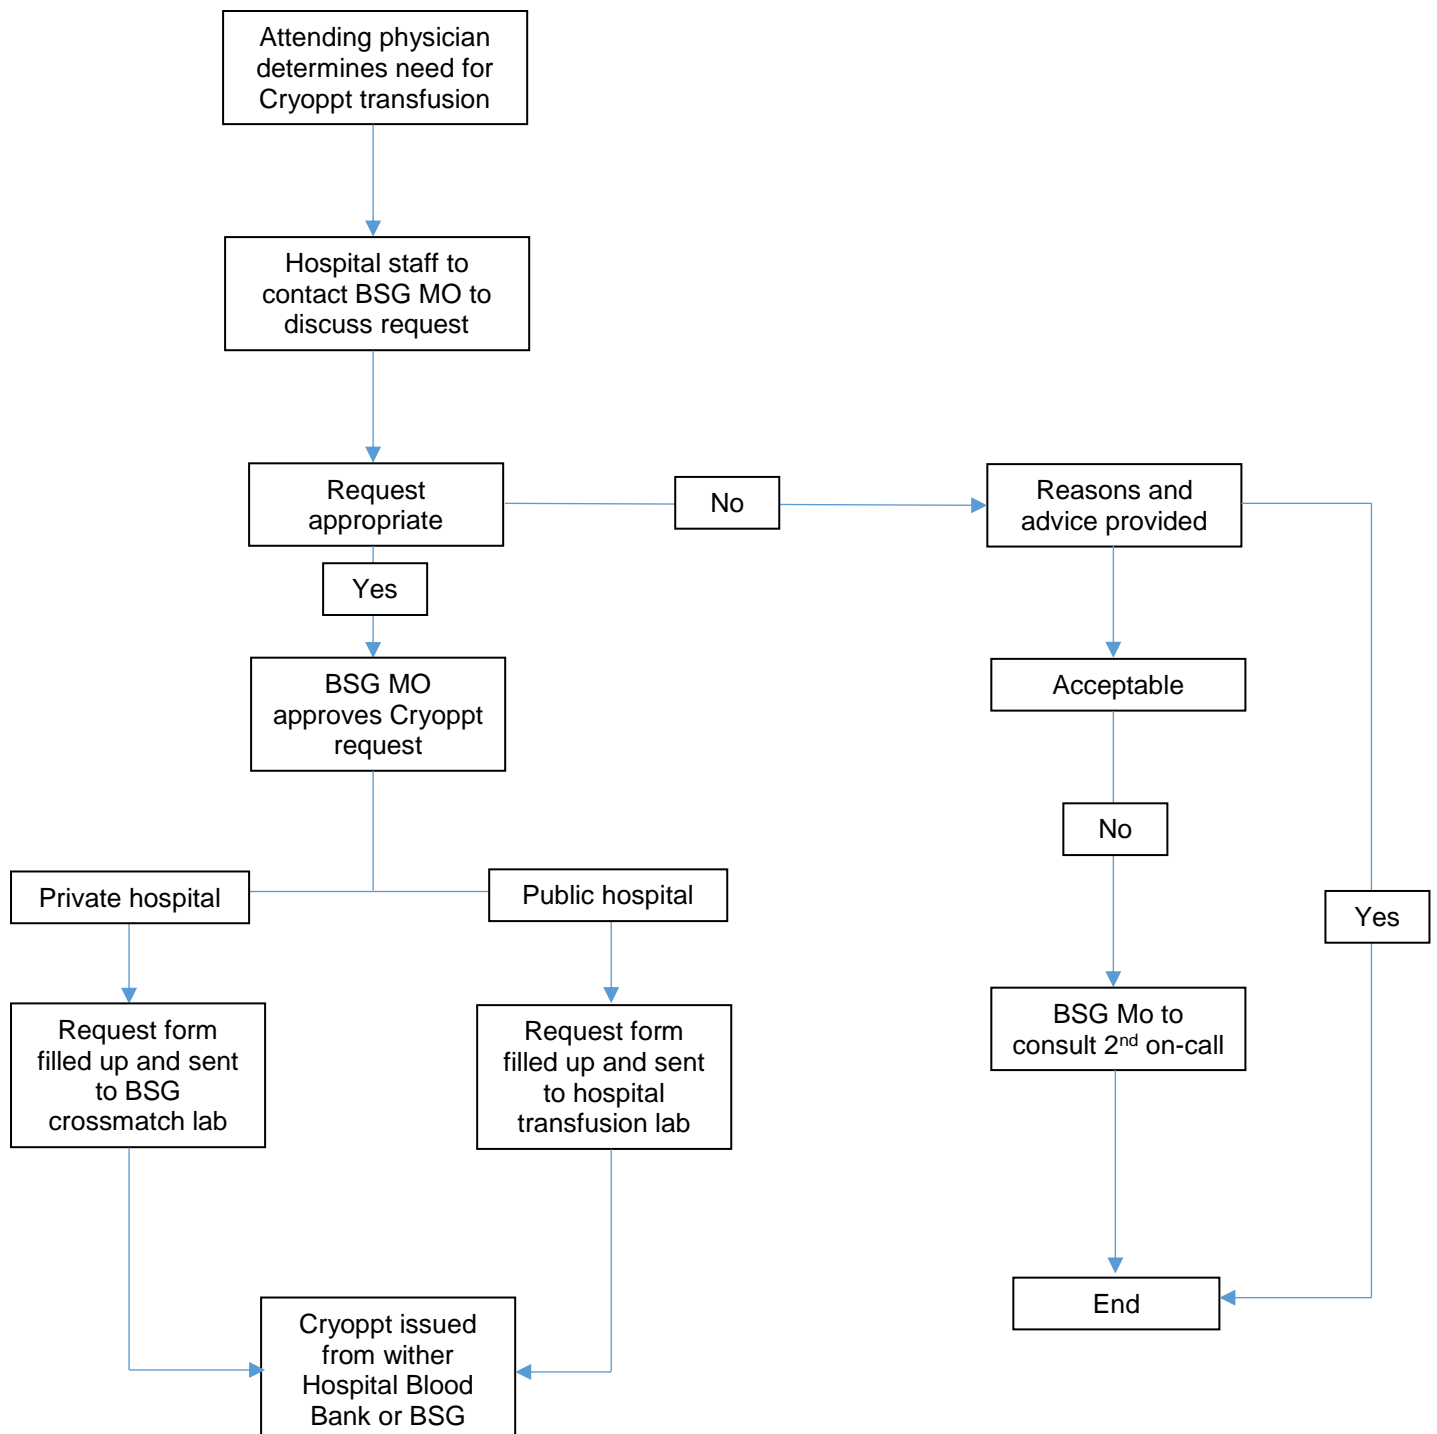 Attending physician
determines need for
Cryoppt transfusion
Hospital staff to
contact BSG MO to
discuss request
Request
appropriate
No
Reasons and
advice provided
Yes
BSG MO
approves Cryoppt
request
Acceptable
No
Private hospital
Public hospital
Yes
Request form
filled up and sent
to BSG
crossmatch lab
Request form
filled up and sent
to hospital
transfusion lab
BSG Mo to
consult 2nd on-call
End
Cryoppt issued
from wither
Hospital Blood
Bank or BSG